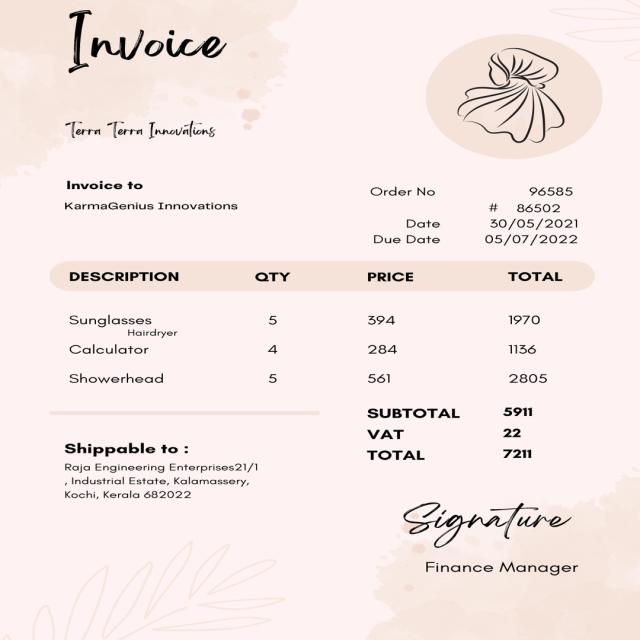 Invoice
Terra Terra Innovations
Invoice to
KarmaGenius Innovations
Order No 96585
# 86502
Date 30/05/2021
Due Date 05/07/2022
DESCRIPTION QTY PRICE TOTAL
Sunglasses 5 394 1970
Hairdryer
Calculator 4 284 1136
Showerhead 5 561 2805
SUBTOTAL 5911
VAT 22
TOTAL 7211
Shippable to :
Raja Engineering Enterprises21/1
, Industrial Estate, Kalamassery,
Kochi, Kerala 682022
Signature
Finance Manager